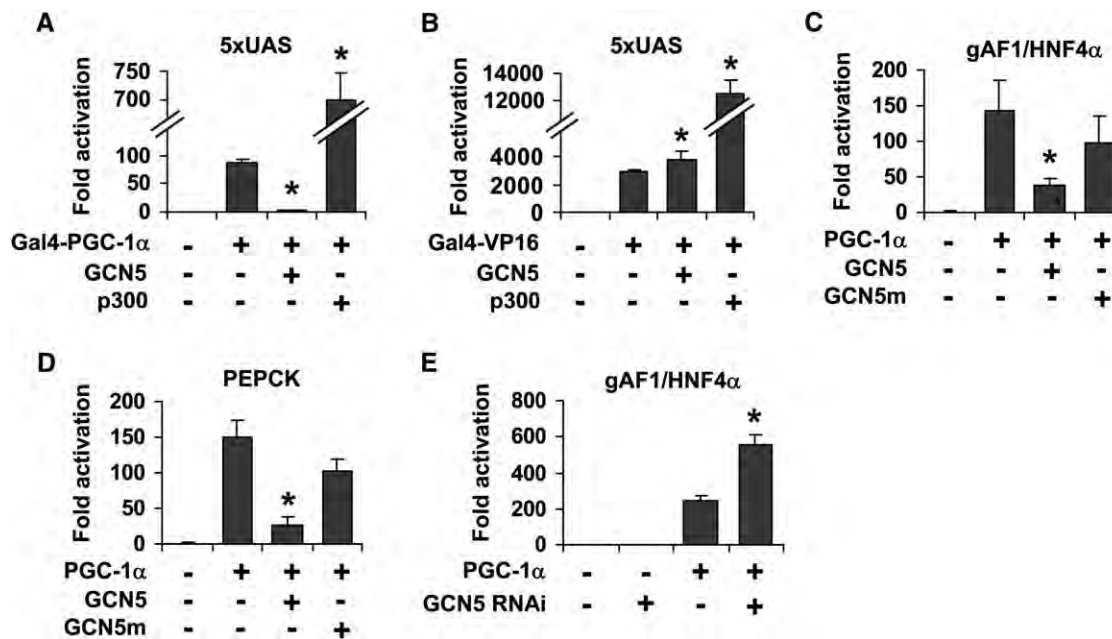 A
5xUAS
Fold activation
750
700
100
50
0
*
*
Gal4-PGC-1α - + + +
GCN5 - - + -
p300 - - - +
B
5xUAS
Fold activation
14000
12000
4000
2000
0
*
*
Gal4-VP16 - + + +
GCN5 - - + -
p300 - - - +
C
gAF1/HNF4α
Fold activation
200
150
100
50
0
*
PGC-1α - + + +
GCN5 - - + -
GCN5m - - - +
D
PEPCK
Fold activation
200
150
100
50
0
*
PGC-1α - + + +
GCN5 - - + -
GCN5m - - - +
E
gAF1/HNF4α
Fold activation
800
600
400
200
0
*
PGC-1α - - + +
GCN5 RNAi - + - +